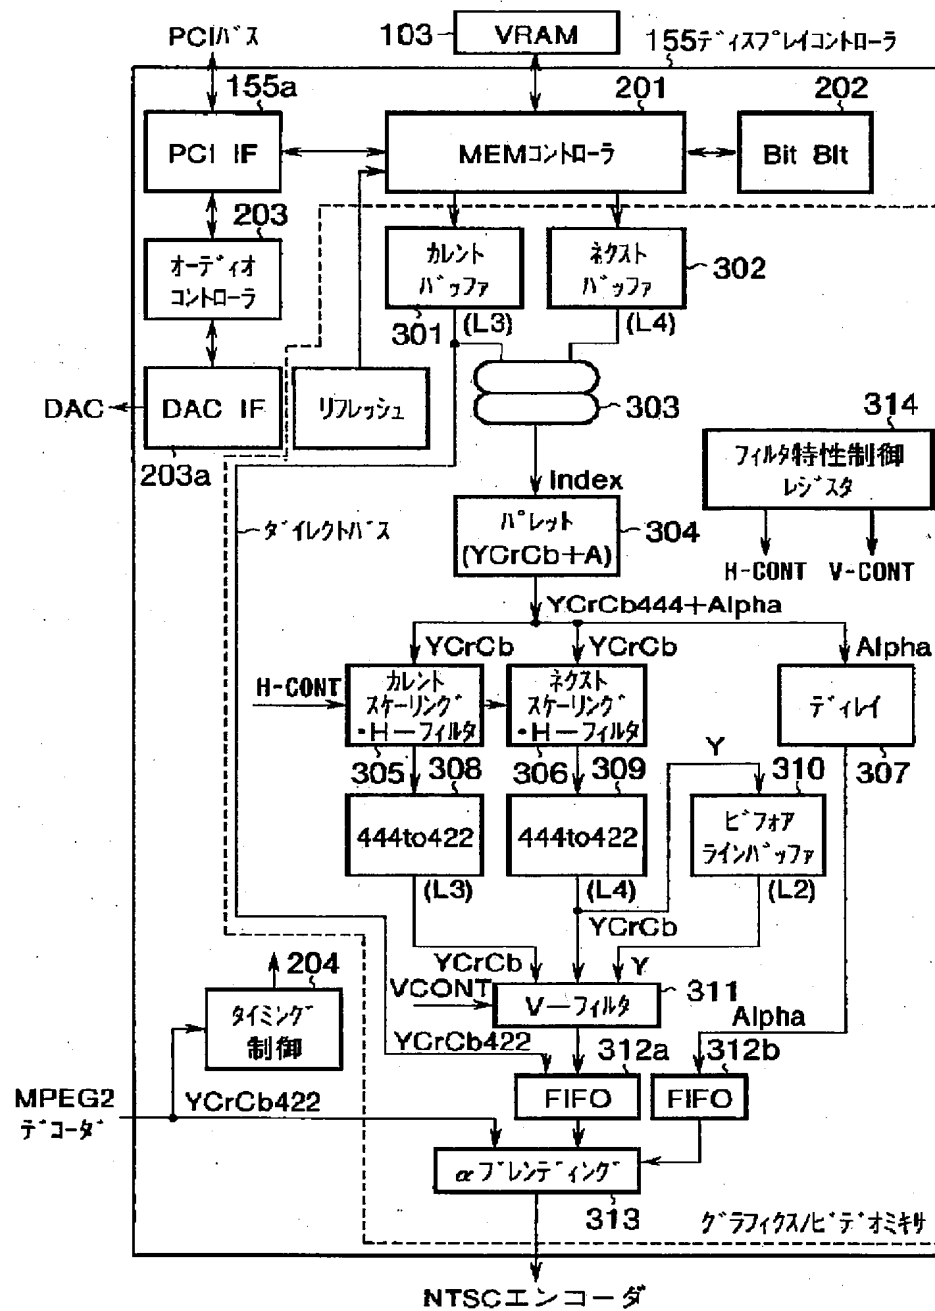 103
VRAM
PCIバス
155ディスプレイコントローラ
155a
201
202
PCI IF
MEMコントローラ
Bit Blt
203
オーディオ
コントローラ
カレント
バッファ
301
(L3)
ネクスト
バッファ
302
(L4)
DAC
DAC IF
203a
リフレッシュ
303
314
フィルタ特性制御
レジスタ
H-CONT
V-CONT
Index
ダイレクトパス
パレット
(YCrCb+A)
304
YCrCb444+Alpha
YCrCb
YCrCb
Alpha
H-CONT
カレント
スケーリング
・H−フィルタ
ネクスト
スケーリング
・H−フィルタ
ディレイ
305
308
306
309
Y
310
307
444to422
444to422
ビフォア
ラインバッファ
(L3)
(L4)
(L2)
YCrCb
YCrCb
Y
204
VCONT
V−フィルタ
311
タイミング
制御
Alpha
YCrCb422
312a
312b
FIFO
FIFO
MPEG2
デコーダ
YCrCb422
αブレンディング
313
グラフィクス/ビデオミキサ
NTSCエンコーダ